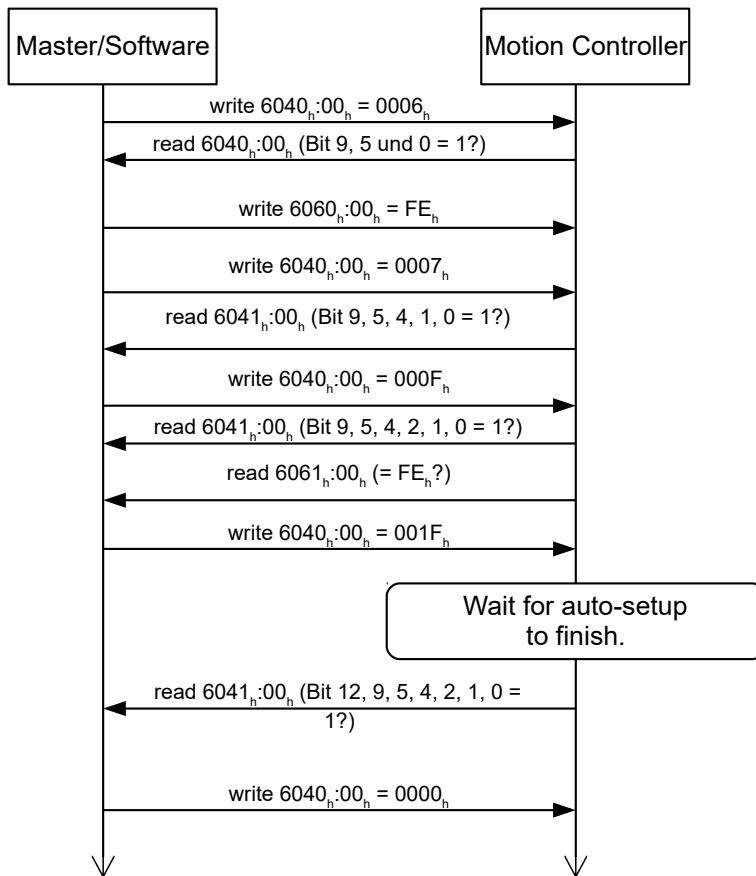 Master/Software
Motion Controller
write 6040h:00h = 0006h
read 6040h:00h (Bit 9, 5 und 0 = 1?)
write 6060h:00h = FEh
write 6040h:00h = 0007h
read 6041h:00h (Bit 9, 5, 4, 1, 0 = 1?)
write 6040h:00h = 000Fh
read 6041h:00h (Bit 9, 5, 4, 2, 1, 0 = 1?)
read 6061h:00h (= FEh?)
write 6040h:00h = 001Fh
Wait for auto-setup
to finish.
read 6041h:00h (Bit 12, 9, 5, 4, 2, 1, 0 =
1?)
write 6040h:00h = 0000h